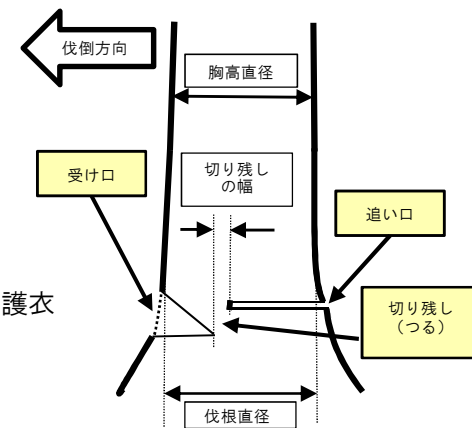 伐倒方向
胸高直径
受け口
切り残し
の幅
追い口
護衣
切り残し
（つる）
伐根直径